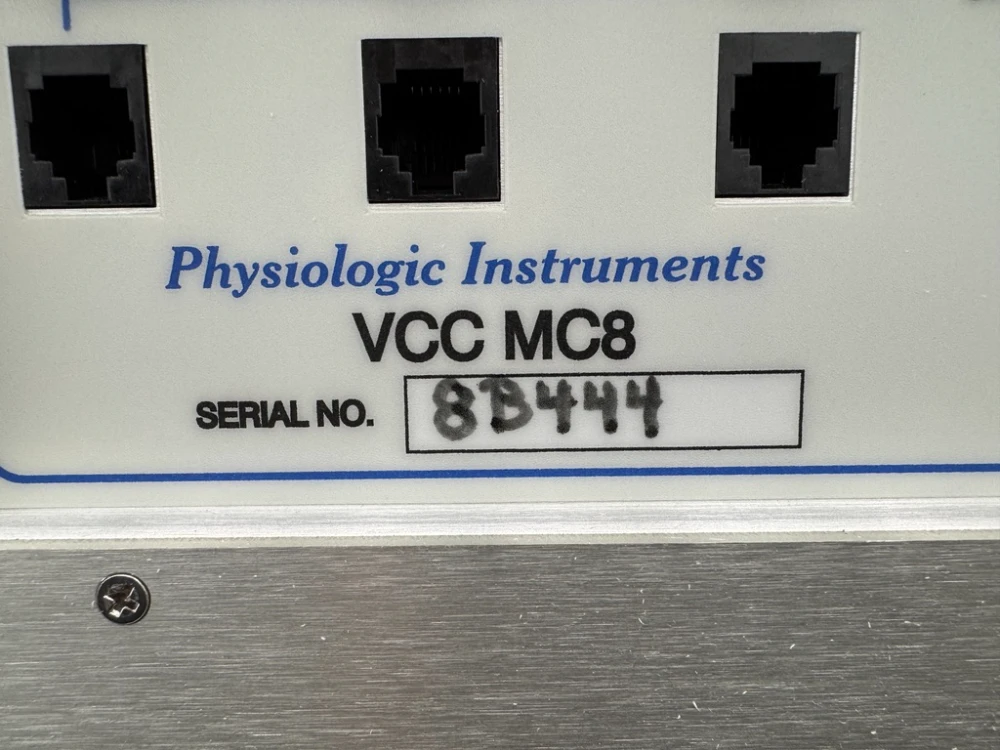 Physiologic Instruments
VCC MC8
SERIAL NO. 8B444